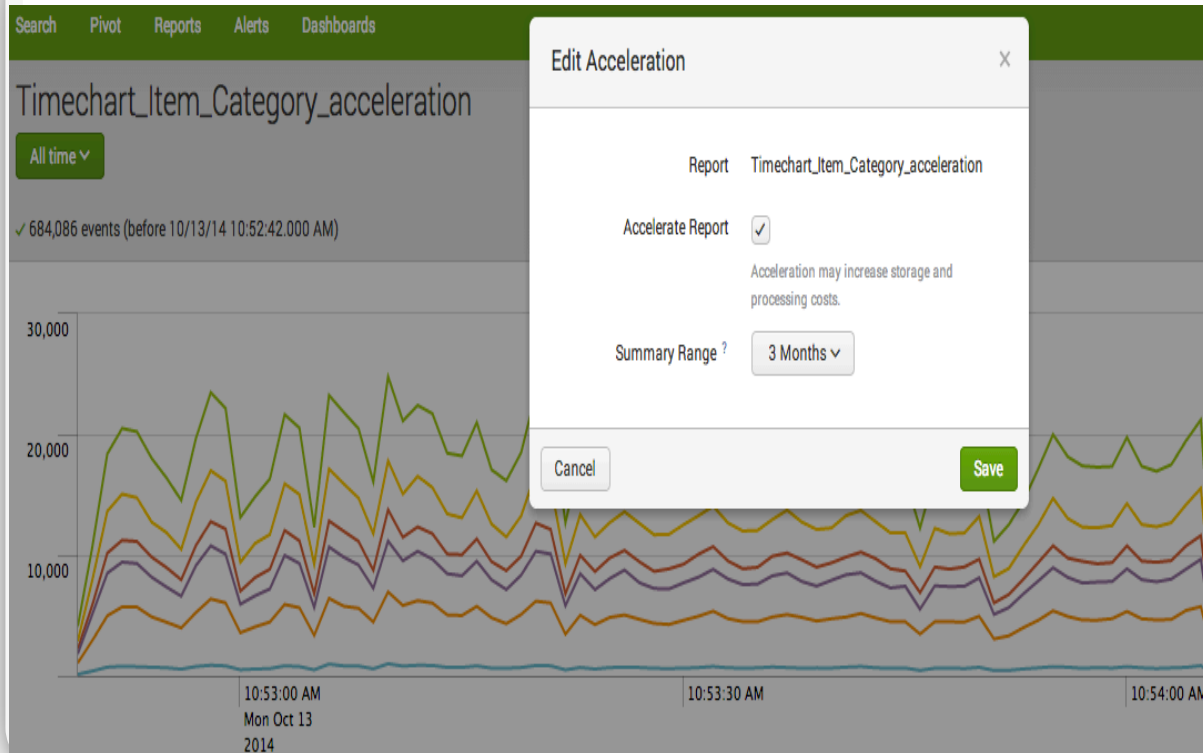 Search Pivot Reports Alerts Dashboards
Timechart_Item_Category_acceleration
All time
✓ 684,086 events (before 10/13/14 10:52:42.000 AM)
Edit Acceleration X
Report Timechart_Item_Category_acceleration
Accelerate Report ✓
Acceleration may increase storage and
processing costs.
Summary Range ? 3 Months
Cancel Save
30,000
20,000
10,000
10:53:00 AM 10:53:30 AM 10:54:00 AM
Mon Oct 13
2014